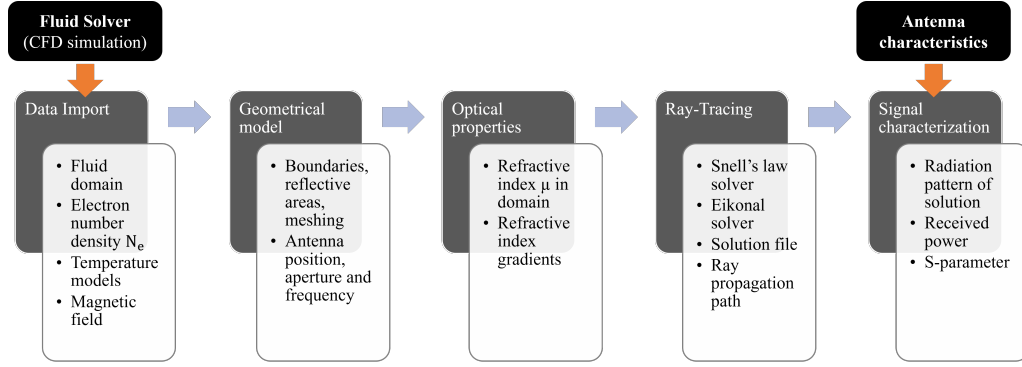 Fluid Solver
(CFD simulation)
Antenna
characteristics
Data Import
• Fluid
domain
• Electron
number
density Nₑ
• Temperature
models
• Magnetic
field
Geometrical
model
• Boundaries,
reflective
areas,
meshing
• Antenna
position,
aperture and
frequency
Optical
properties
• Refractive
index µ in
domain
• Refractive
index
gradients
Ray-Tracing
• Snell’s law
solver
• Eikonal
solver
• Solution file
• Ray
propagation
path
Signal
characterization
• Radiation
pattern of
solution
• Received
power
• S-parameter